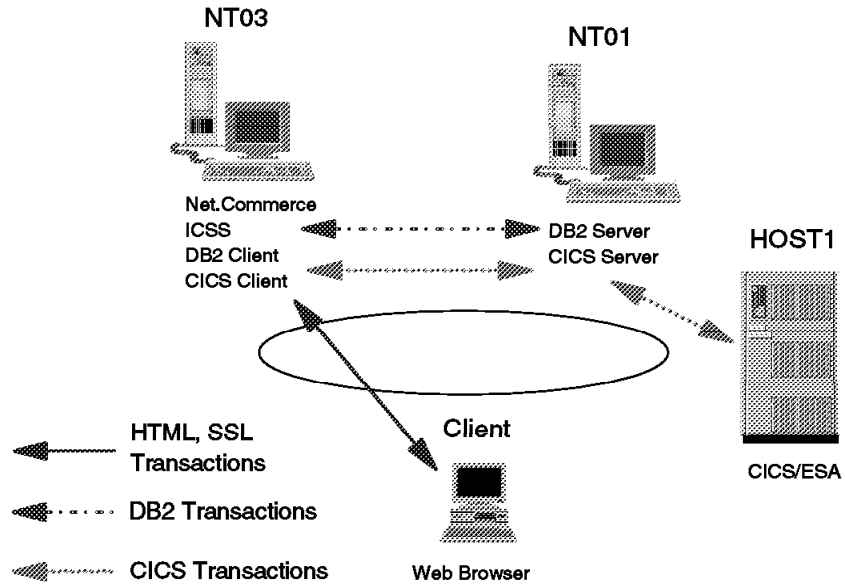 NT03
NT01
Net.Commerce
ICSS
DB2 Client
CICS Client
DB2 Server
CICS Server
HOST1
CICS/ESA
Client
Web Browser
HTML, SSL
Transactions
DB2 Transactions
CICS Transactions